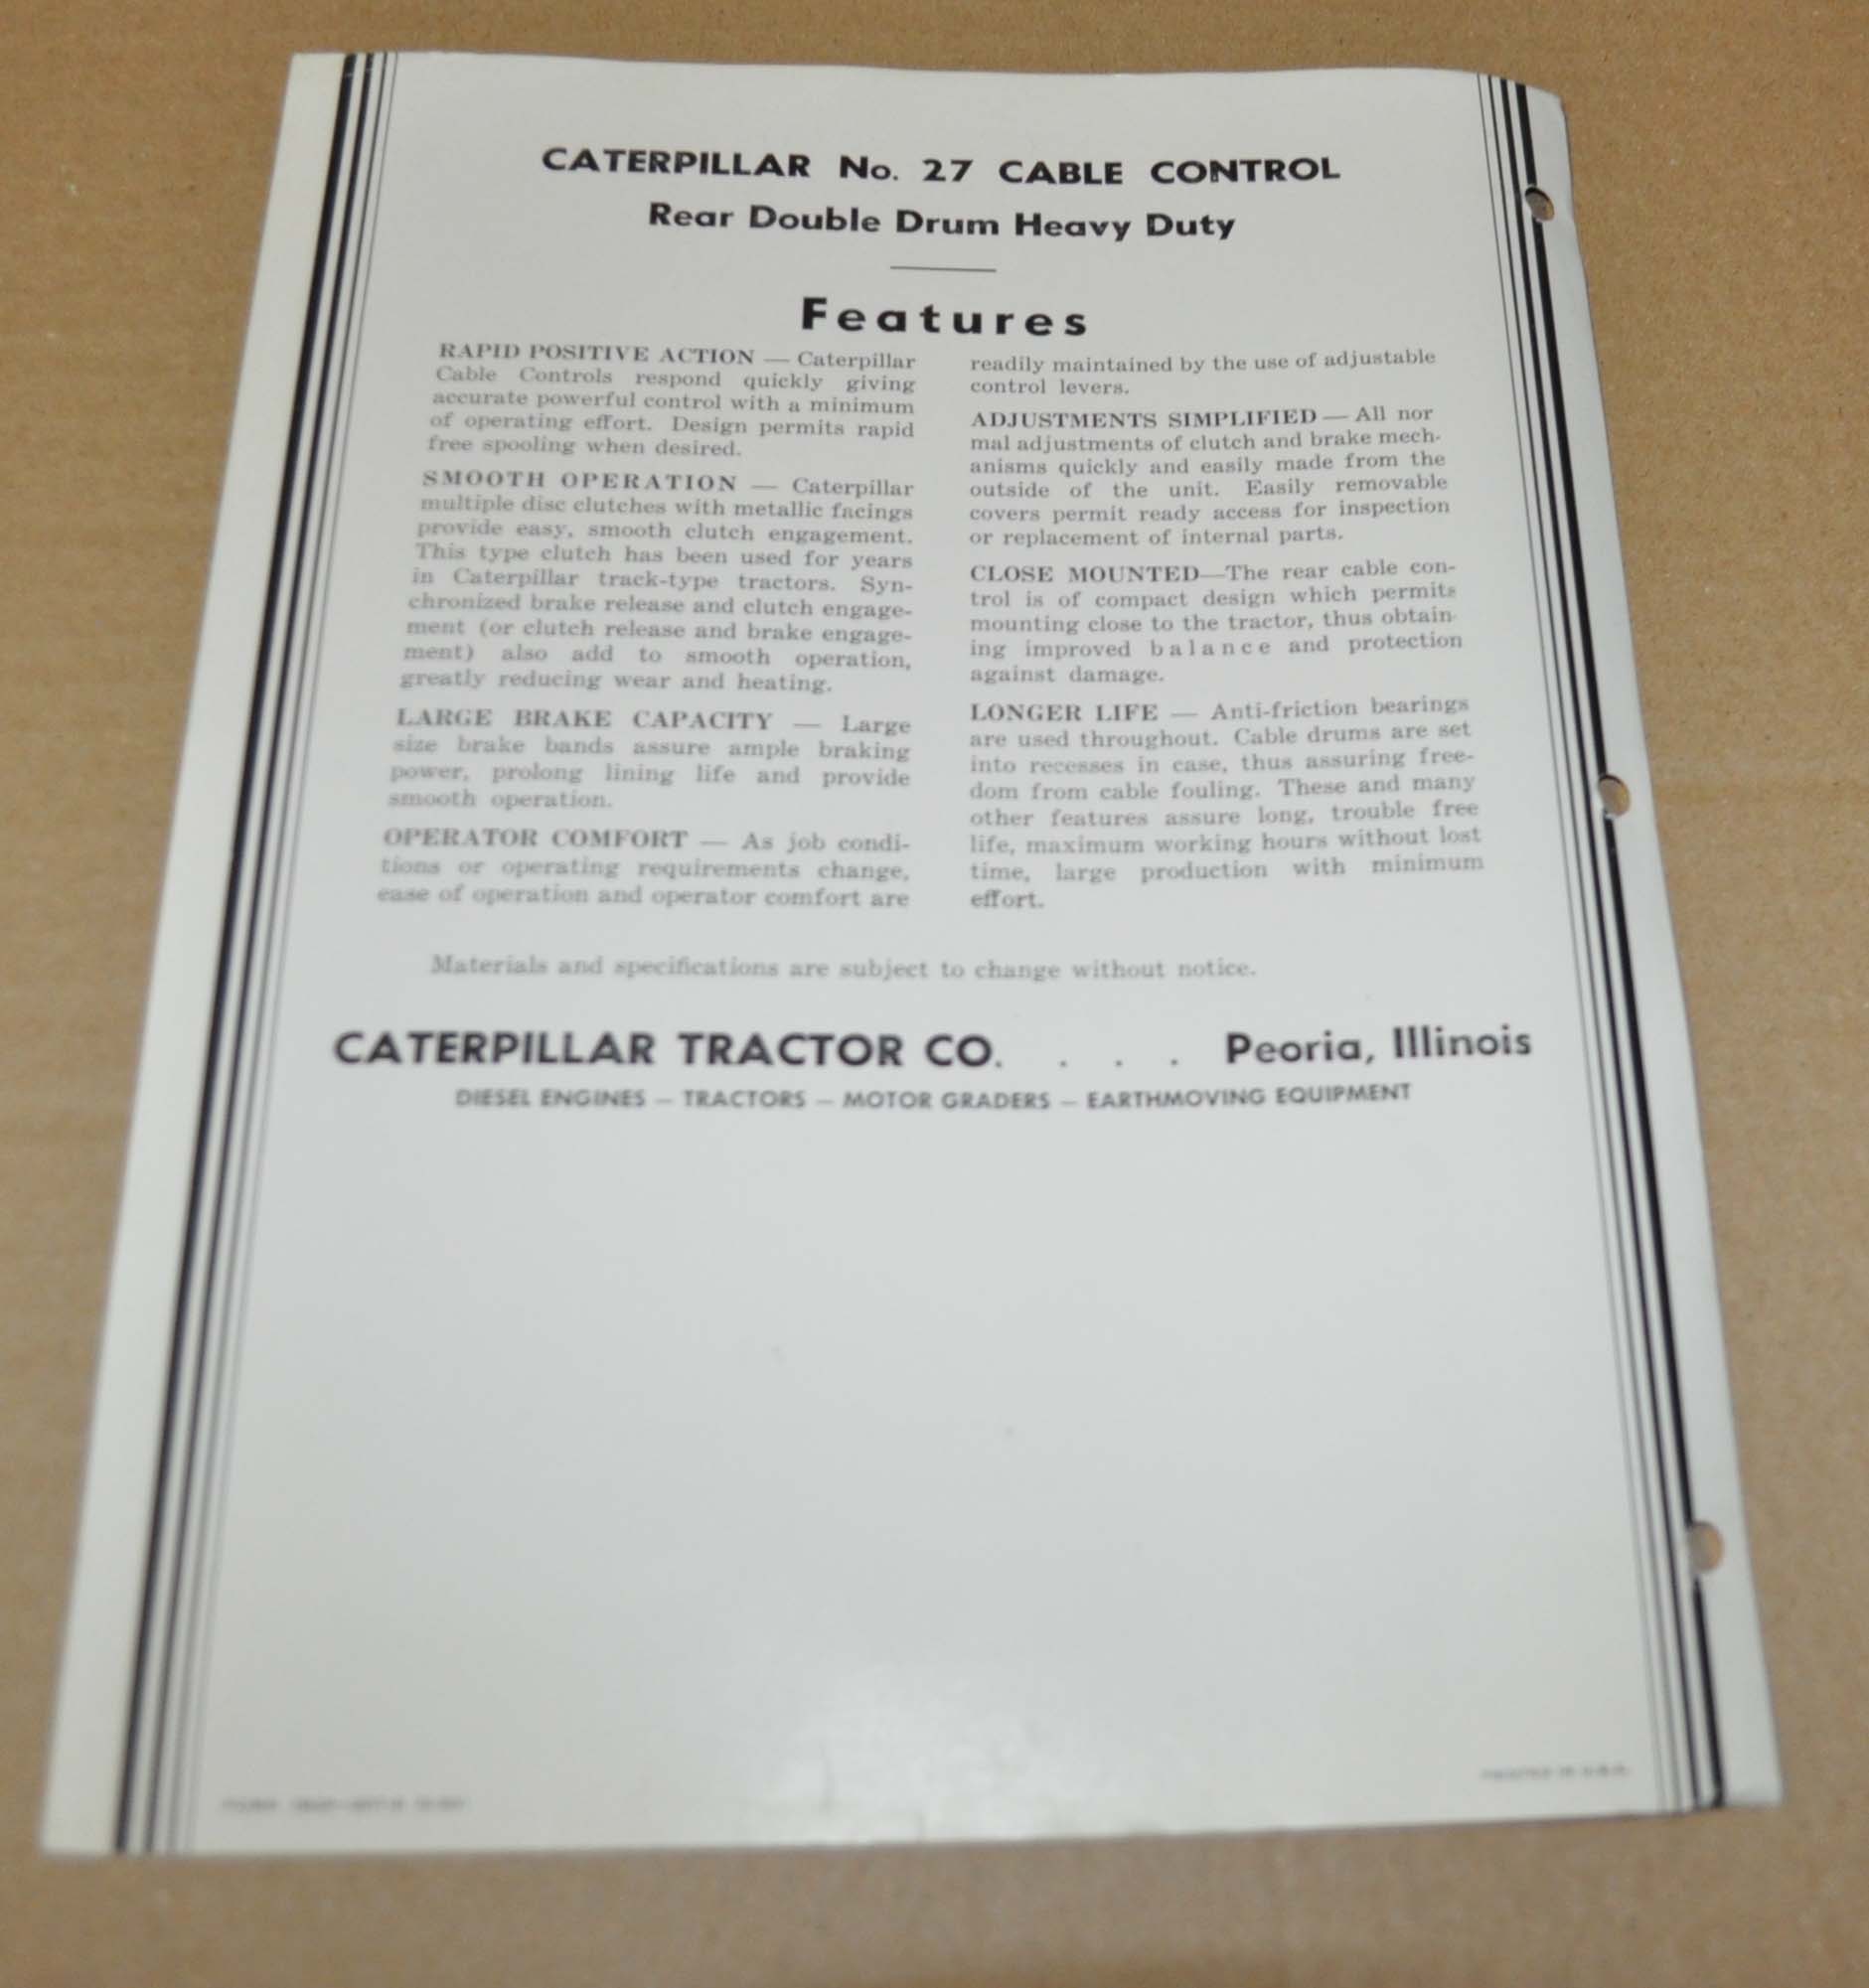 CATERPILLAR No. 27 CABLE CONTROL
Rear Double Drum Heavy Duty
Features
RAPID POSITIVE ACTION — Caterpillar
Cable Controls respond quickly giving
accurate powerful control with a minimum
of operating effort. Design permits rapid
free spooling when desired.
SMOOTH OPERATION — Caterpillar
multiple disc clutches with metallic facings
provide easy, smooth clutch engagement.
This type clutch has been used for years
in Caterpillar track-type tractors. Syn-
chronized brake release and clutch engage-
ment (or clutch release and brake engage-
ment) also add to smooth operation,
greatly reducing wear and heating.
LARGE BRAKE CAPACITY — Large
size brake bands assure ample braking
power, prolong lining life and provide
smooth operation.
OPERATOR COMFORT — As job condi-
tions or operating requirements change,
ease of operation and operator comfort are
readily maintained by the use of adjustable
control levers.
ADJUSTMENTS SIMPLIFIED — All nor
mal adjustments of clutch and brake mech-
anisms quickly and easily made from the
outside of the unit. Easily removable
covers permit ready access for inspection
or replacement of internal parts.
CLOSE MOUNTED—The rear cable con-
trol is of compact design which permits
mounting close to the tractor, thus obtain-
ing improved balance and protection
against damage.
LONGER LIFE — Anti-friction bearings
are used throughout. Cable drums are set
into recesses in case, thus assuring free-
dom from cable fouling. These and many
other features assure long, trouble free
life, maximum working hours without lost
time, large production with minimum
effort.
Materials and specifications are subject to change without notice.
CATERPILLAR TRACTOR CO. . . . Peoria, Illinois
DIESEL ENGINES — TRACTORS — MOTOR GRADERS — EARTHMOVING EQUIPMENT
PRINTED IN U.S.A.